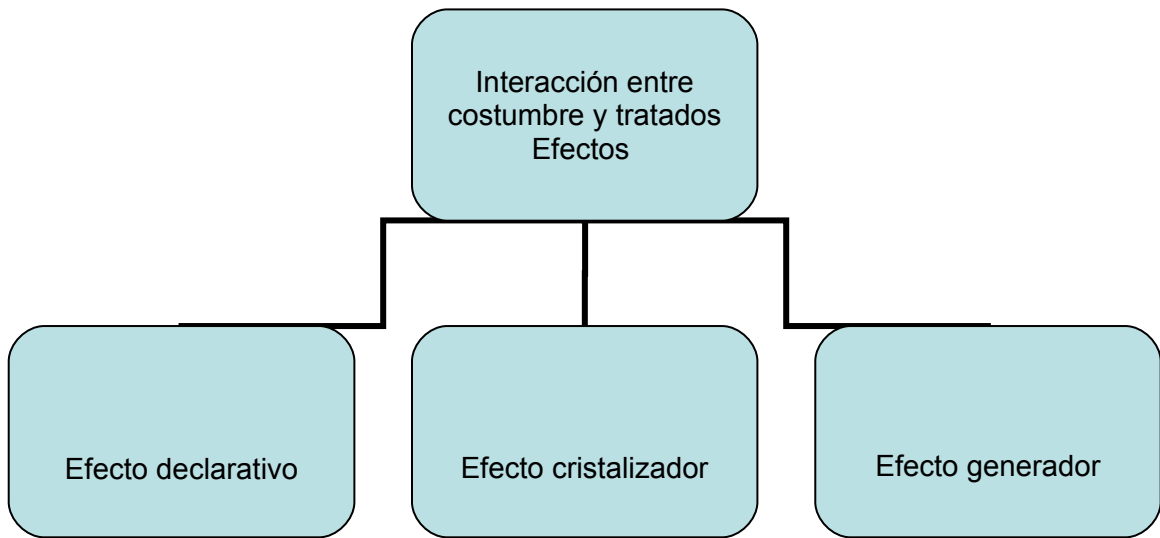 Interacción entre
costumbre y tratados
Efectos
Efecto declarativo
Efecto cristalizador
Efecto generador